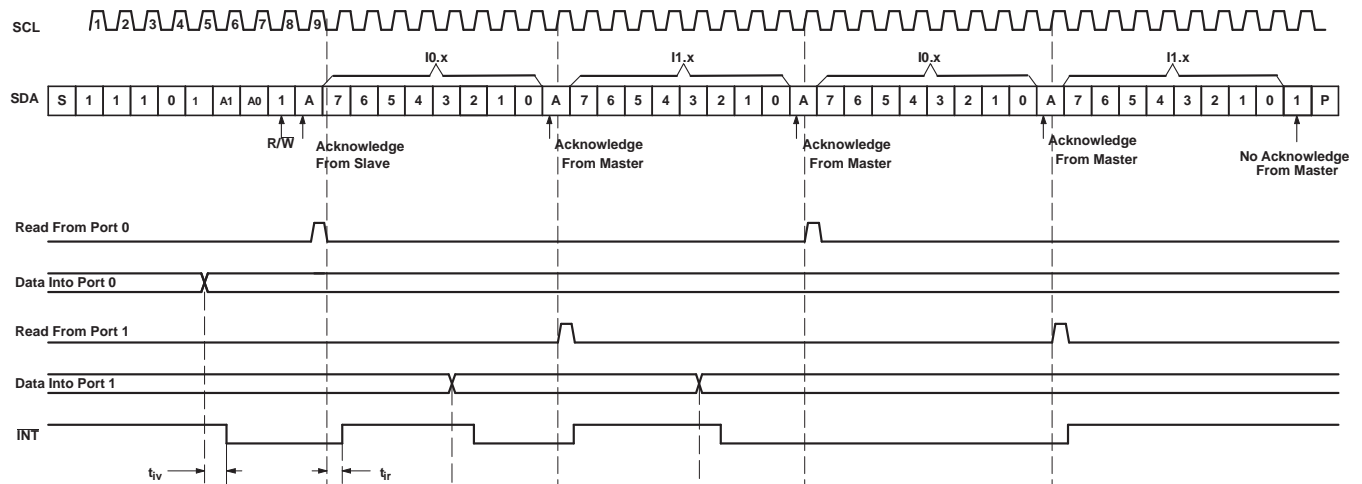 SCL 1 2 3 4 5 6 7 8 9
I0.x I1.x I0.x I1.x
SDA S 1 1 1 0 1 A1 A0 1 A 7 6 5 4 3 2 1 0 A 7 6 5 4 3 2 1 0 A 7 6 5 4 3 2 1 0 A 7 6 5 4 3 2 1 0 1 P
R/W̅
Acknowledge
From Slave
Acknowledge
From Master
Acknowledge
From Master
Acknowledge
From Master
No Acknowledge
From Master
Read From Port 0
Data Into Port 0
Read From Port 1
Data Into Port 1
I̅N̅T̅
tiv tir